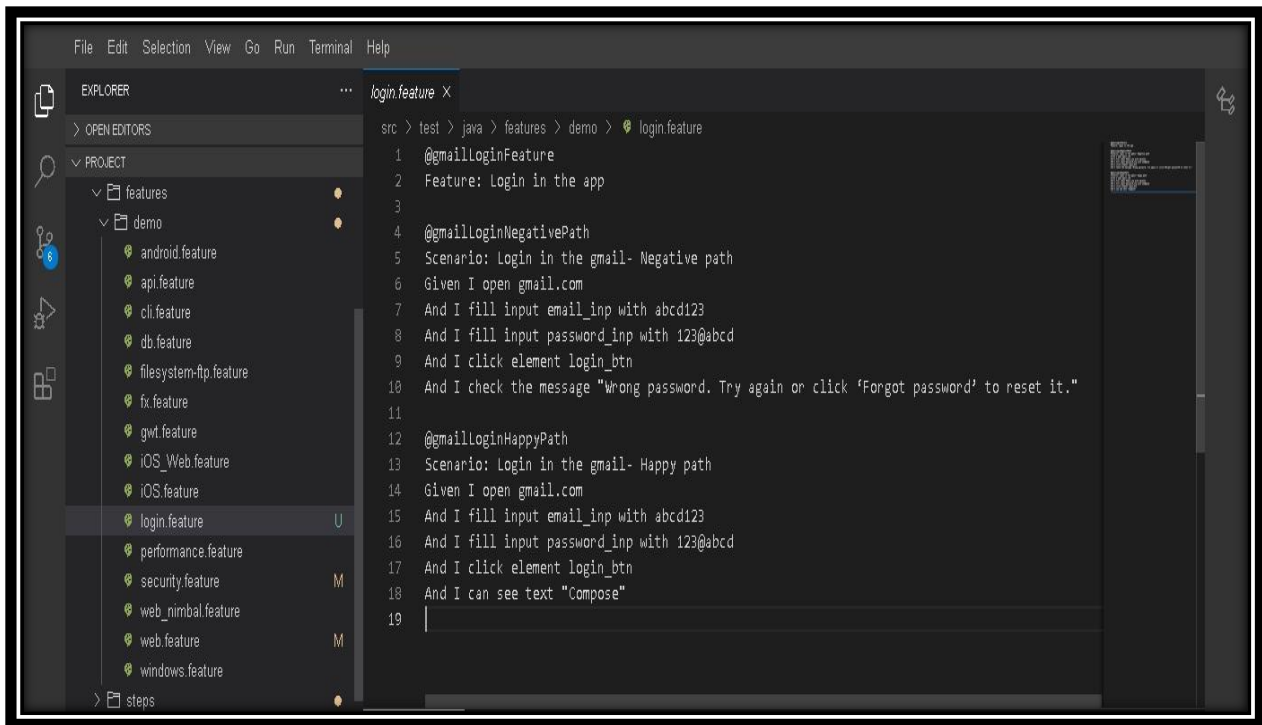 File Edit Selection View Go Run Terminal Help
EXPLORER ...
> OPEN EDITORS
PROJECT
features
demo
android.feature
api.feature
cli.feature
db.feature
filesystem-ftp.feature
fx.feature
gwt.feature
iOS_Web.feature
iOS.feature
login.feature U
performance.feature
security.feature M
web_nimbal.feature
web.feature M
windows.feature
> steps
6
login.feature ×
src > test > java > features > demo > login.feature
1 @gmailLoginFeature
2 Feature: Login in the app
3
4 @gmailLoginNegativePath
5 Scenario: Login in the gmail- Negative path
6 Given I open gmail.com
7 And I fill input email_inp with abcd123
8 And I fill input password_inp with 123@abcd
9 And I click element login_btn
10 And I check the message "Wrong password. Try again or click ‘Forgot password’ to reset it."
11
12 @gmailLoginHappyPath
13 Scenario: Login in the gmail- Happy path
14 Given I open gmail.com
15 And I fill input email_inp with abcd123
16 And I fill input password_inp with 123@abcd
17 And I click element login_btn
18 And I can see text "Compose"
19